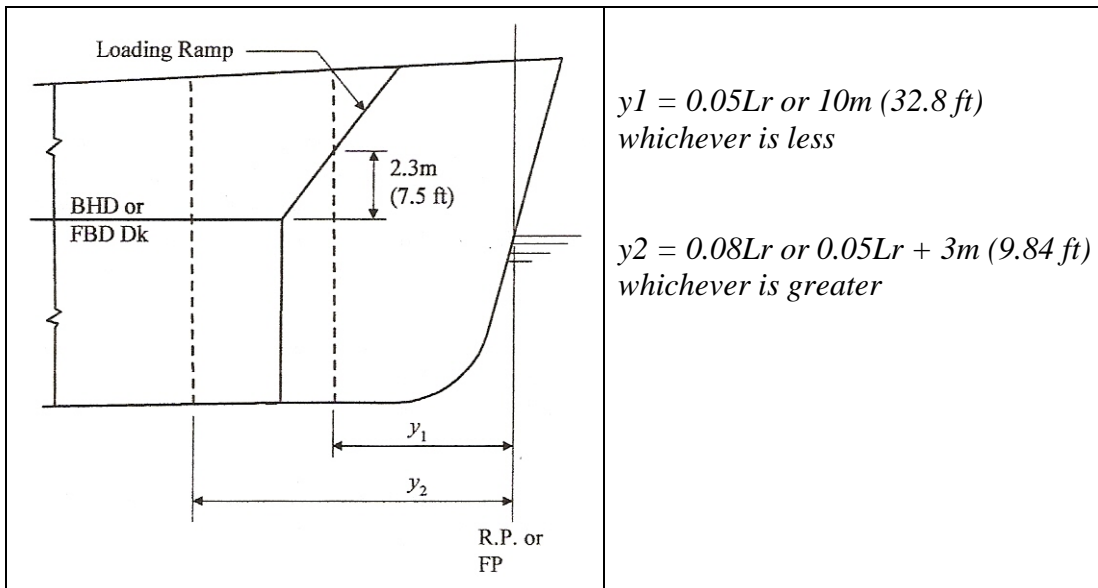 Loading Ramp
2.3m
(7.5 ft)
BHD or
FBD Dk
y₁
y₂
R.P. or
FP
y1 = 0.05Lr or 10m (32.8 ft)
whichever is less
y2 = 0.08Lr or 0.05Lr + 3m (9.84 ft)
whichever is greater